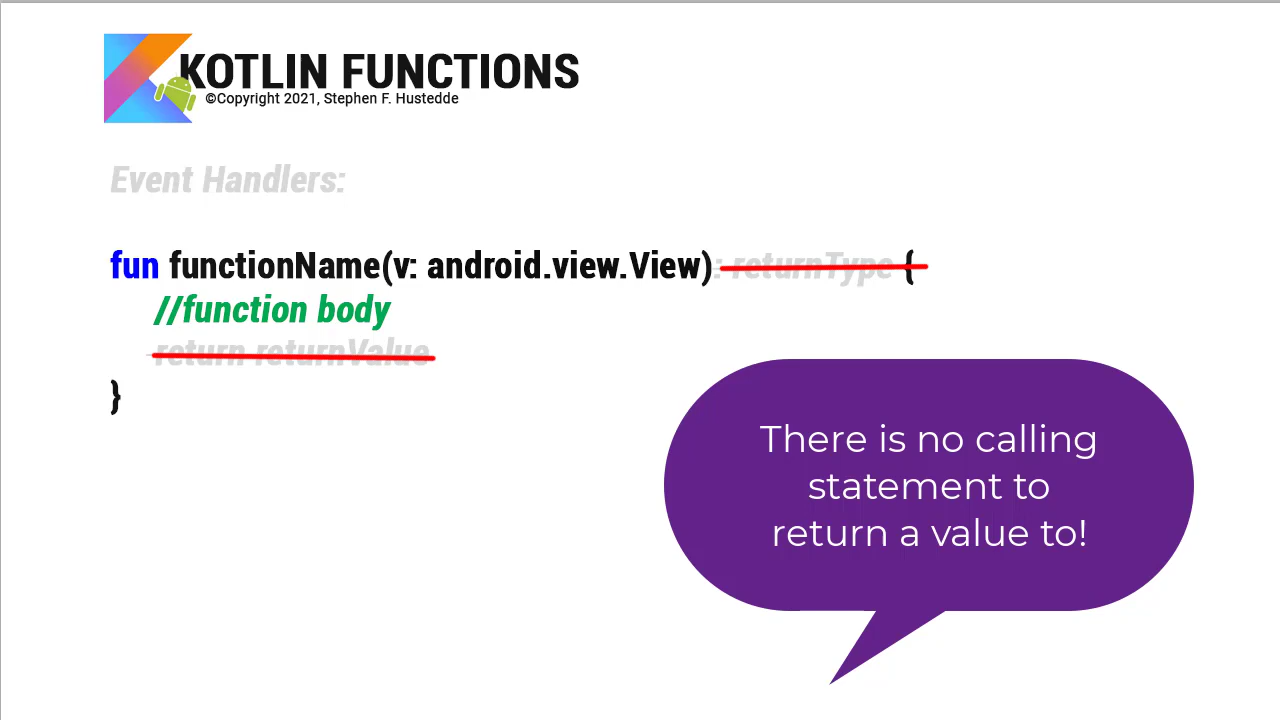 KOTLIN FUNCTIONS
©Copyright 2021, Stephen F. Hustedde
Event Handlers:
fun functionName(v: android.view.View): returnType {
//function body
return returnValue
}
There is no calling
statement to
return a value to!